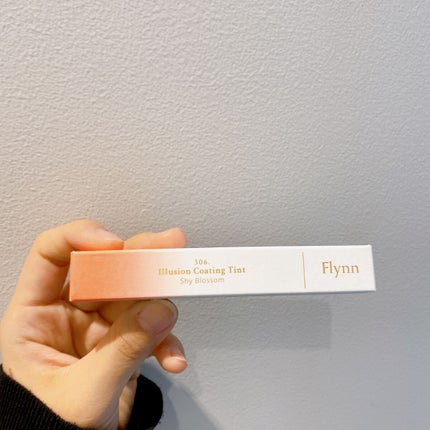 306.
Illusion Coating Tint
Shy Blossom
Flynn